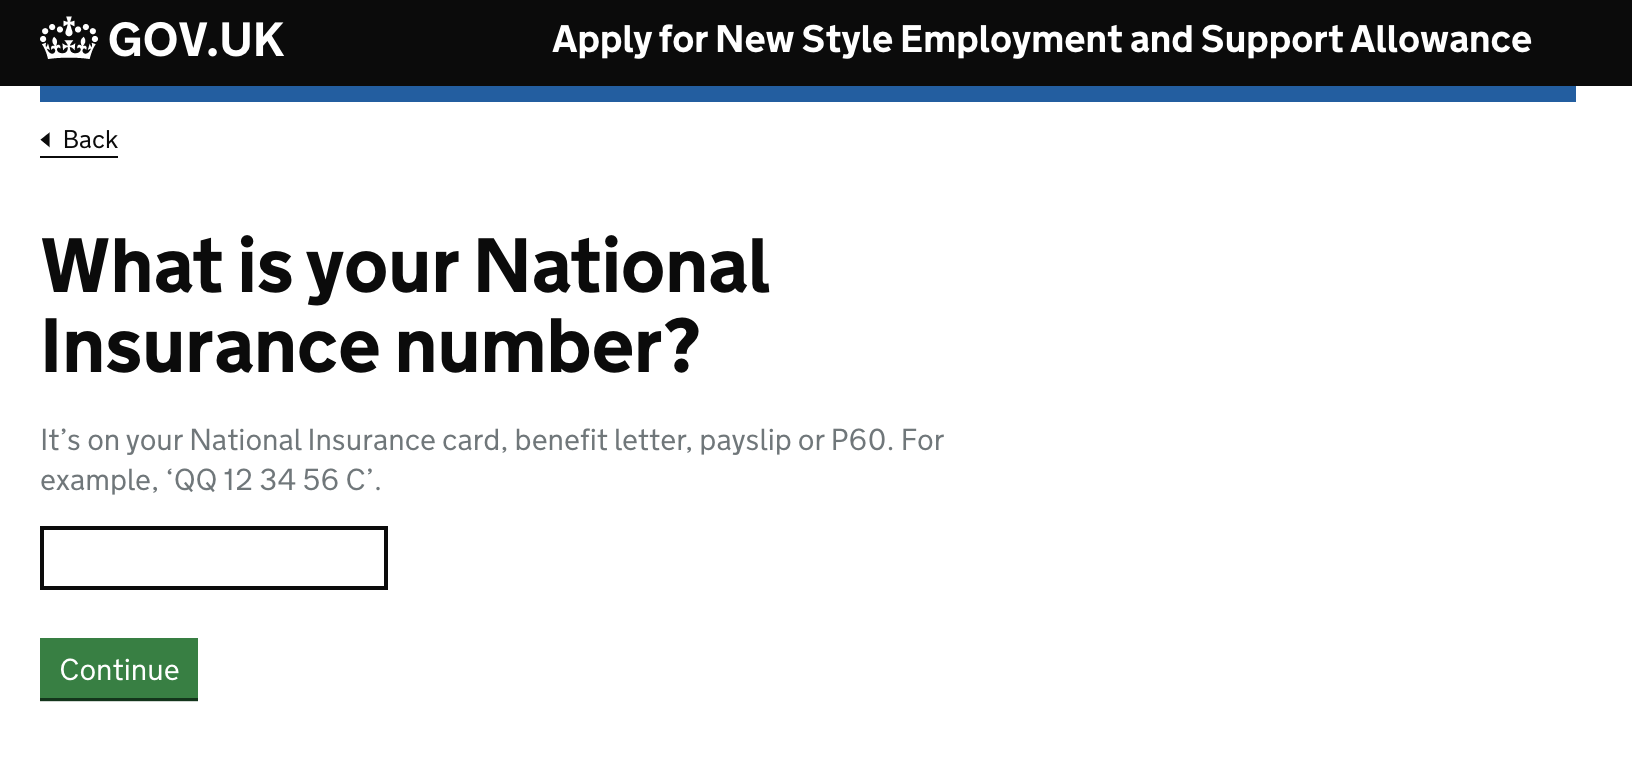 GOV.UK
Apply for New Style Employment and Support Allowance
Back
What is your National
Insurance number?
It’s on your National Insurance card, benefit letter, payslip or P60. For
example, ‘QQ 12 34 56 C’.
Continue